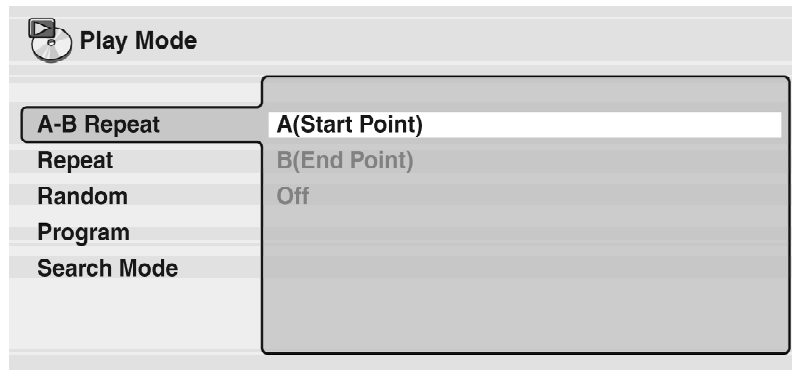 Play Mode
A-B Repeat
Repeat
Random
Program
Search Mode
A(Start Point)
B(End Point)
Off